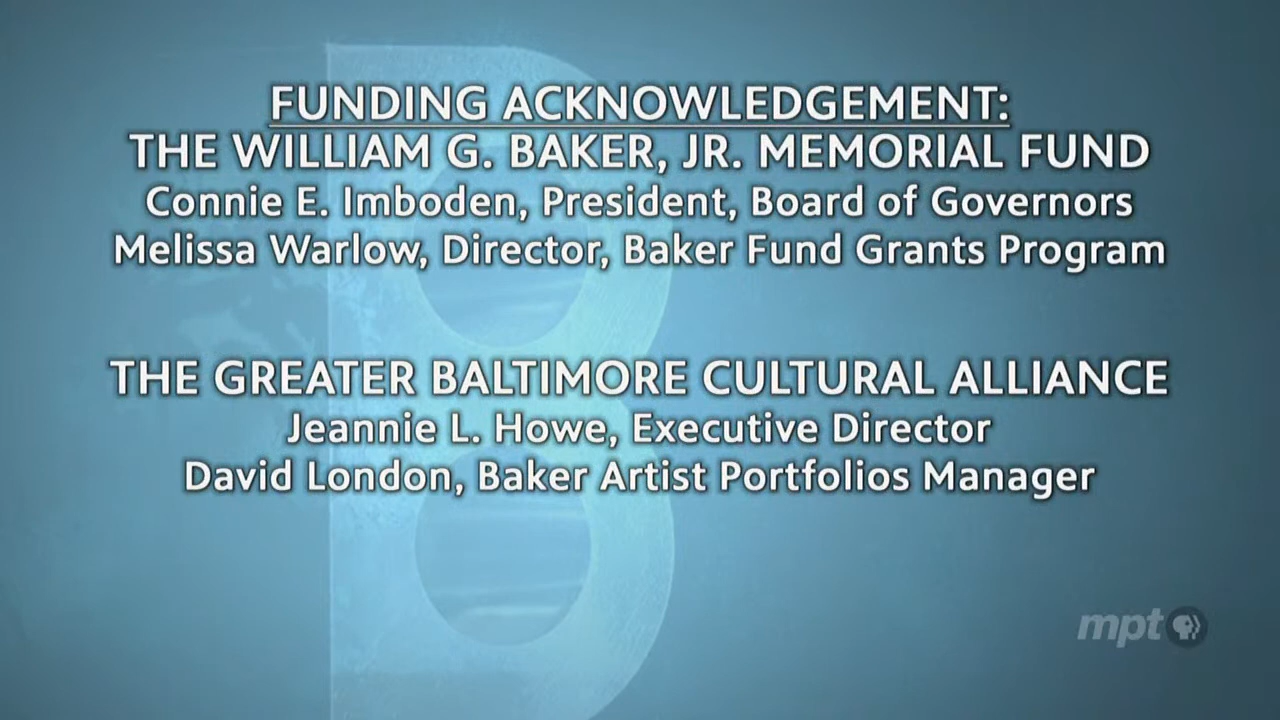 FUNDING ACKNOWLEDGEMENT:
THE WILLIAM G. BAKER, JR. MEMORIAL FUND
Connie E. Imboden, President, Board of Governors
Melissa Warlow, Director, Baker Fund Grants Program
THE GREATER BALTIMORE CULTURAL ALLIANCE
Jeannie L. Howe, Executive Director
David London, Baker Artist Portfolios Manager
mpt
B